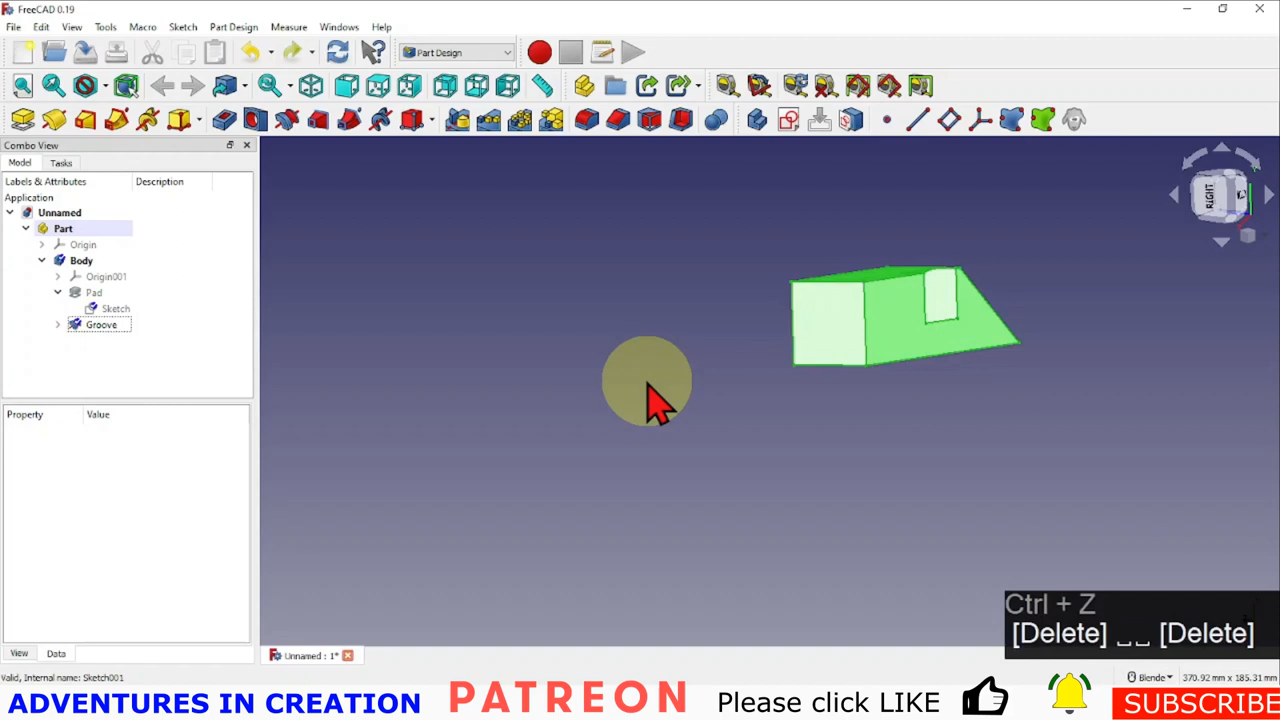 FreeCAD 0.19
File Edit View Tools Macro Sketch Part Design Measure Windows Help
Part Design
Combo View
Model Tasks
Labels & Attributes Description
Application
Unnamed
Part
Origin
Body
Origin001
Pad
Sketch
Groove
Property Value
View Data
RIGHT
Unnamed : 1*
Ctrl + Z
[Delete] ⎵⎵ [Delete]
Valid, Internal name: Sketch001
Blende 370.92 mm x 185.31 mm
ADVENTURES IN CREATION PATREON Please click LIKE SUBSCRIBE